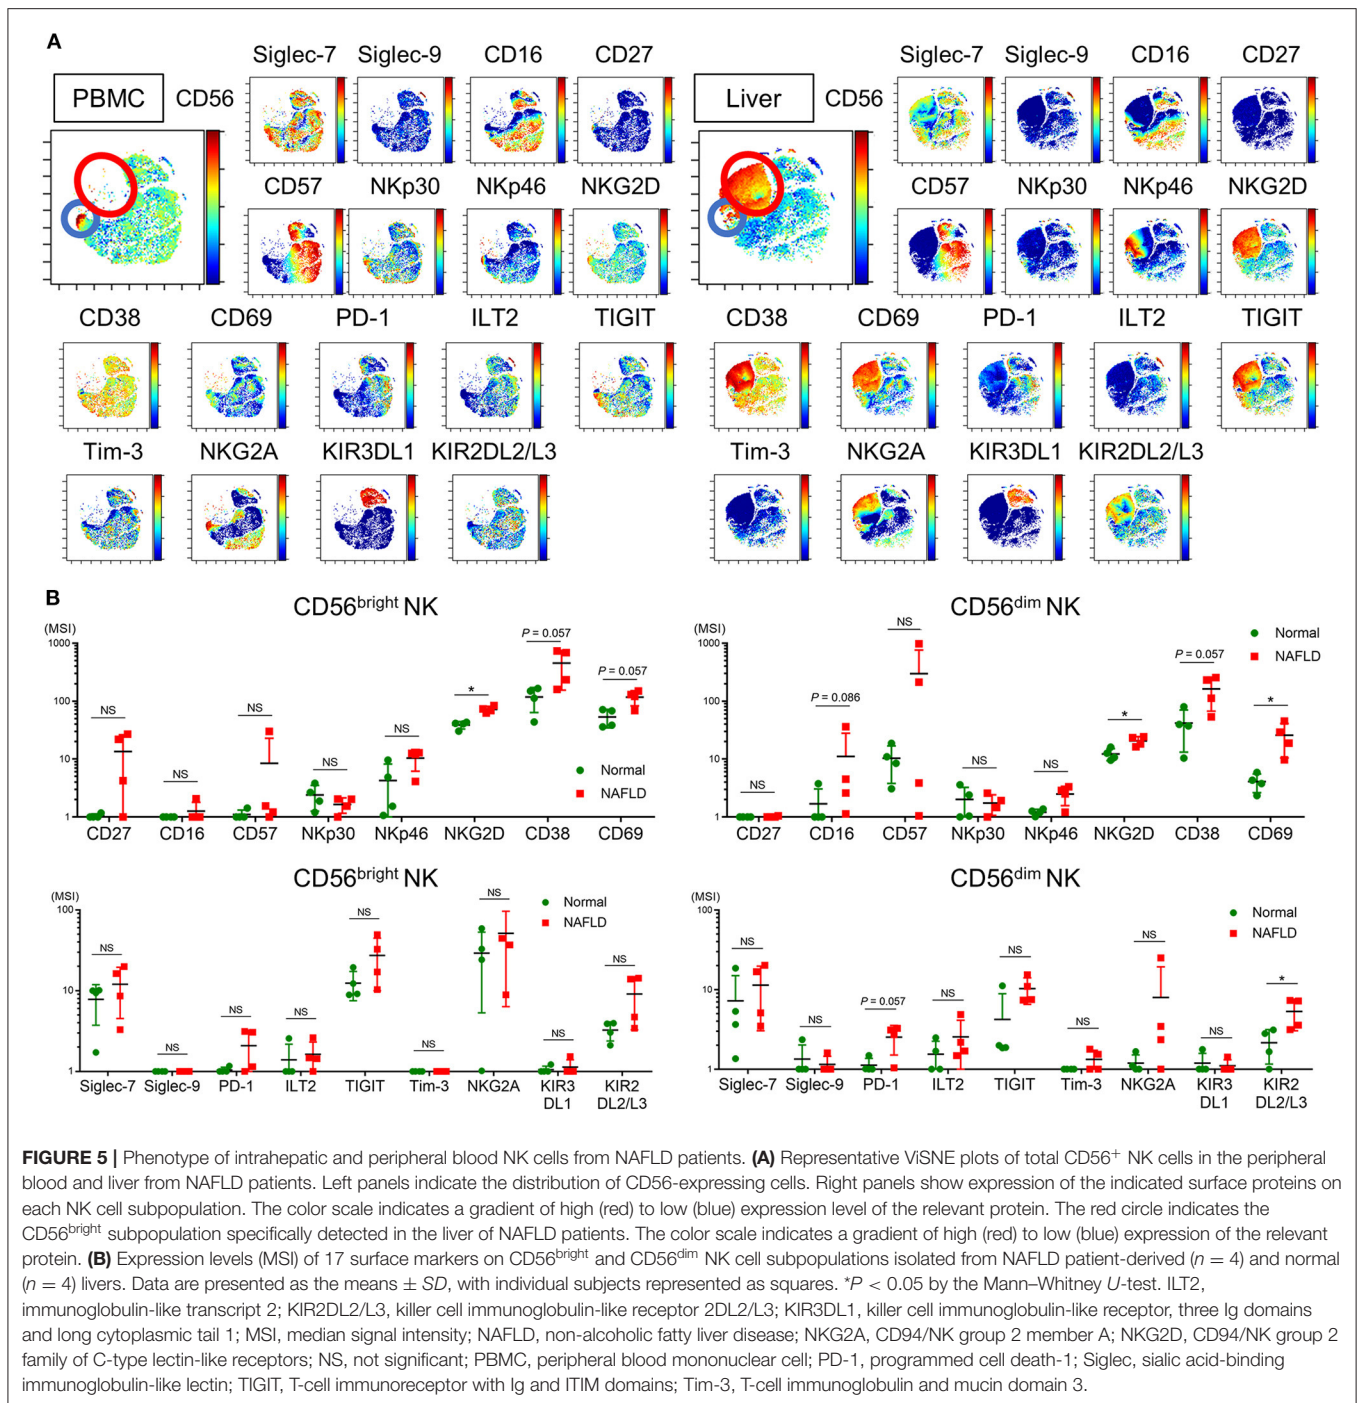 A
PBMC
CD56
Siglec-7 Siglec-9 CD16 CD27
CD57 NKp30 NKp46 NKG2D
CD38 CD69 PD-1 ILT2 TIGIT
Tim-3 NKG2A KIR3DL1 KIR2DL2/L3
Liver
CD56
Siglec-7 Siglec-9 CD16 CD27
CD57 NKp30 NKp46 NKG2D
CD38 CD69 PD-1 ILT2 TIGIT
Tim-3 NKG2A KIR3DL1 KIR2DL2/L3
B
CD56bright NK
(MSI)
1000
100
10
1
NS NS NS NS NS * P = 0.057 P = 0.057
Normal
NAFLD
CD27 CD16 CD57 NKp30 NKp46 NKG2D CD38 CD69
CD56dim NK
(MSI)
1000
100
10
1
NS P = 0.086 NS NS NS * P = 0.057 *
Normal
NAFLD
CD27 CD16 CD57 NKp30 NKp46 NKG2D CD38 CD69
CD56bright NK
(MSI)
100
10
1
NS NS NS NS NS NS NS NS NS
Normal
NAFLD
Siglec-7 Siglec-9 PD-1 ILT2 TIGIT Tim-3 NKG2A KIR3 KIR2
DL1 DL2/L3
CD56dim NK
(MSI)
100
10
1
NS NS P = 0.057 NS NS NS NS NS *
Normal
NAFLD
Siglec-7 Siglec-9 PD-1 ILT2 TIGIT Tim-3 NKG2A KIR3 KIR2
DL1 DL2/L3
FIGURE 5 | Phenotype of intrahepatic and peripheral blood NK cells from NAFLD patients. (A) Representative ViSNE plots of total CD56+ NK cells in the peripheral
blood and liver from NAFLD patients. Left panels indicate the distribution of CD56-expressing cells. Right panels show expression of the indicated surface proteins on
each NK cell subpopulation. The color scale indicates a gradient of high (red) to low (blue) expression level of the relevant protein. The red circle indicates the
CD56bright subpopulation specifically detected in the liver of NAFLD patients. The color scale indicates a gradient of high (red) to low (blue) expression of the relevant
protein. (B) Expression levels (MSI) of 17 surface markers on CD56bright and CD56dim NK cell subpopulations isolated from NAFLD patient-derived (n = 4) and normal
(n = 4) livers. Data are presented as the means ± SD, with individual subjects represented as squares. *P < 0.05 by the Mann–Whitney U-test. ILT2,
immunoglobulin-like transcript 2; KIR2DL2/L3, killer cell immunoglobulin-like receptor 2DL2/L3; KIR3DL1, killer cell immunoglobulin-like receptor, three Ig domains
and long cytoplasmic tail 1; MSI, median signal intensity; NAFLD, non-alcoholic fatty liver disease; NKG2A, CD94/NK group 2 member A; NKG2D, CD94/NK group 2
family of C-type lectin-like receptors; NS, not significant; PBMC, peripheral blood mononuclear cell; PD-1, programmed cell death-1; Siglec, sialic acid-binding
immunoglobulin-like lectin; TIGIT, T-cell immunoreceptor with Ig and ITIM domains; Tim-3, T-cell immunoglobulin and mucin domain 3.